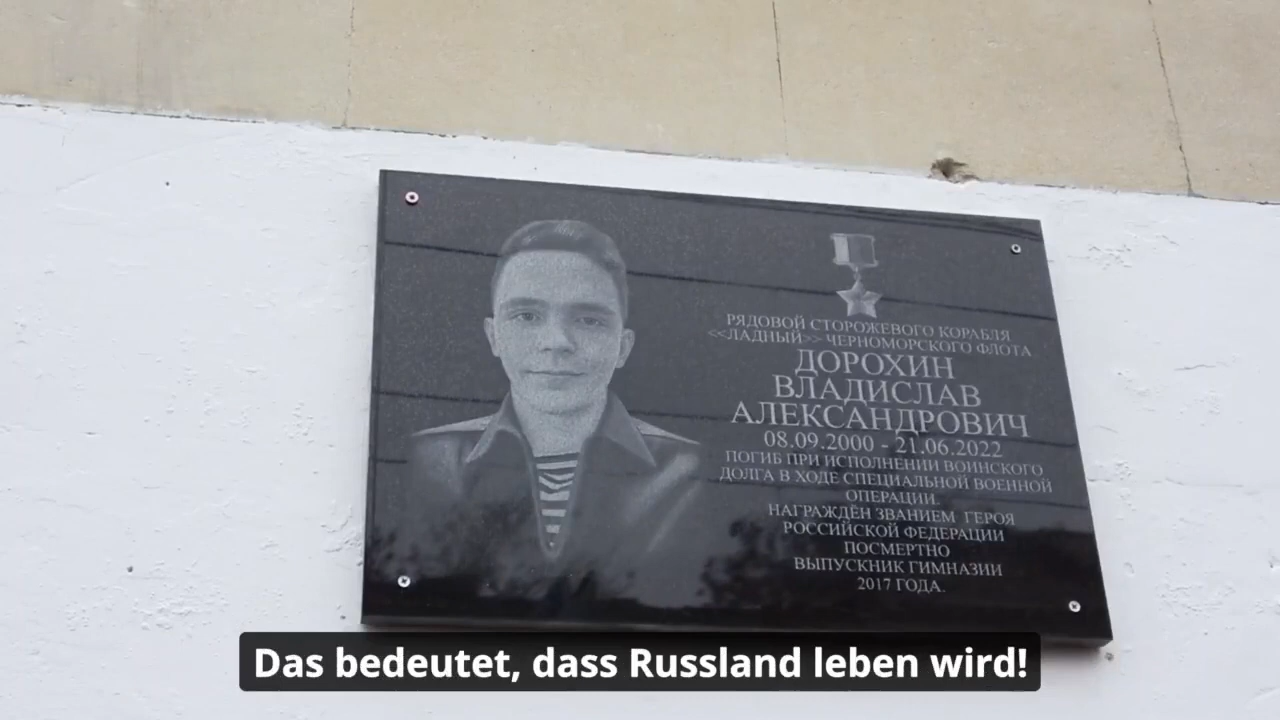 РЯДОВОЙ СТОРОЖЕВОГО КОРАБЛЯ
<<ЛАДНЫЙ>> ЧЕРНОМОРСКОГО ФЛОТА
ДОРОХИН
ВЛАДИСЛАВ
АЛЕКСАНДРОВИЧ
08.09.2000 - 21.06.2022
ПОГИБ ПРИ ИСПОЛНЕНИИ ВОИНСКОГО
ДОЛГА В ХОДЕ СПЕЦИАЛЬНОЙ ВОЕННОЙ
ОПЕРАЦИИ.
НАГРАЖДЁН ЗВАНИЕМ ГЕРОЯ
РОССИЙСКОЙ ФЕДЕРАЦИИ
ПОСМЕРТНО
ВЫПУСКНИК ГИМНАЗИИ
2017 ГОДА.
Das bedeutet, dass Russland leben wird!